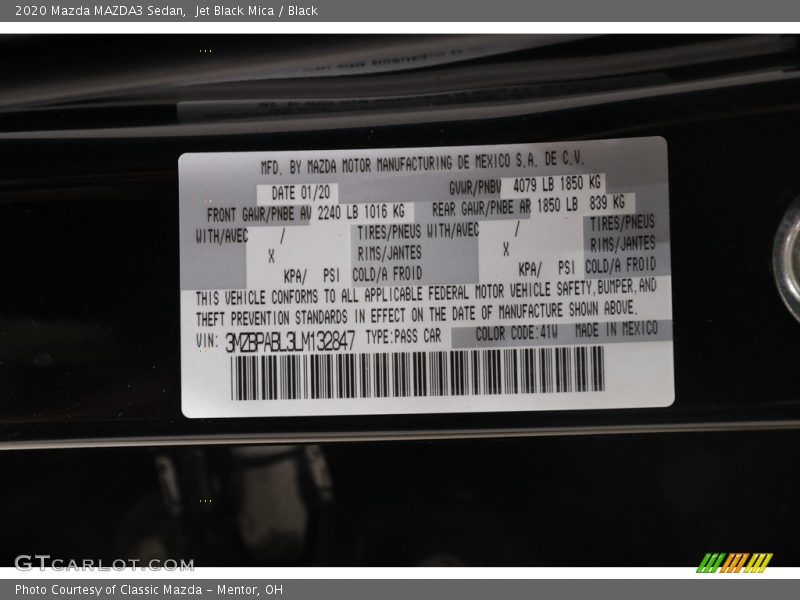 2020 Mazda MAZDA3 Sedan,  Jet Black Mica / Black
MFD. BY MAZDA MOTOR MANUFACTURING DE MEXICO S.A. DE C.V.
DATE 01/20 GVWR/PNBV 4079 LB 1850 KG
FRONT GAWR/PNBE AV 2240 LB 1016 KG REAR GAWR/PNBE AR 1850 LB 839 KG
WITH/AVEC / TIRES/PNEUS WITH/AVEC / TIRES/PNEUS
X RIMS/JANTES X RIMS/JANTES
KPA/ PSI COLD/A FROID KPA/ PSI COLD/A FROID
THIS VEHICLE CONFORMS TO ALL APPLICABLE FEDERAL MOTOR VEHICLE SAFETY,BUMPER,AND
THEFT PREVENTION STANDARDS IN EFFECT ON THE DATE OF MANUFACTURE SHOWN ABOVE.
VIN: 3MZBPABL3LM132847 TYPE:PASS CAR COLOR CODE:41W MADE IN MEXICO
GTCARLOT.COM
Photo Courtesy of Classic Mazda - Mentor, OH